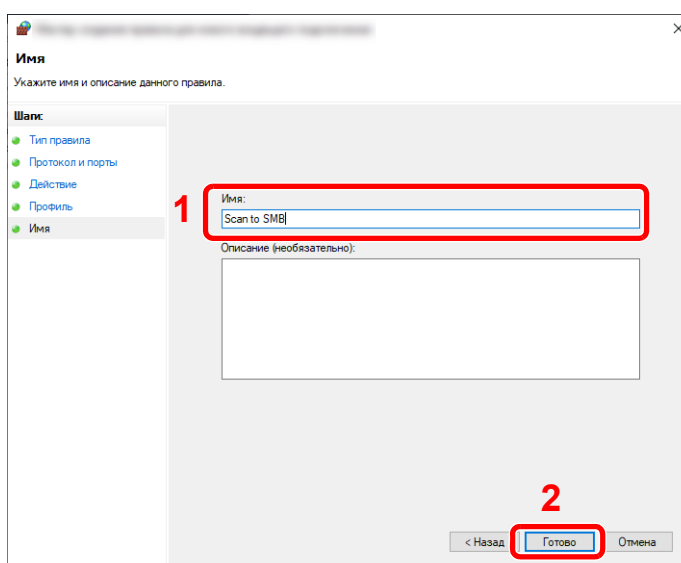 Имя
Укажите имя и описание данного правила.
Шаги:
Тип правила
Протокол и порты
Действие
Профиль
Имя
1
Имя:
Scan to SMB
Описание (необязательно):
2
< Назад
Готово
Отмена